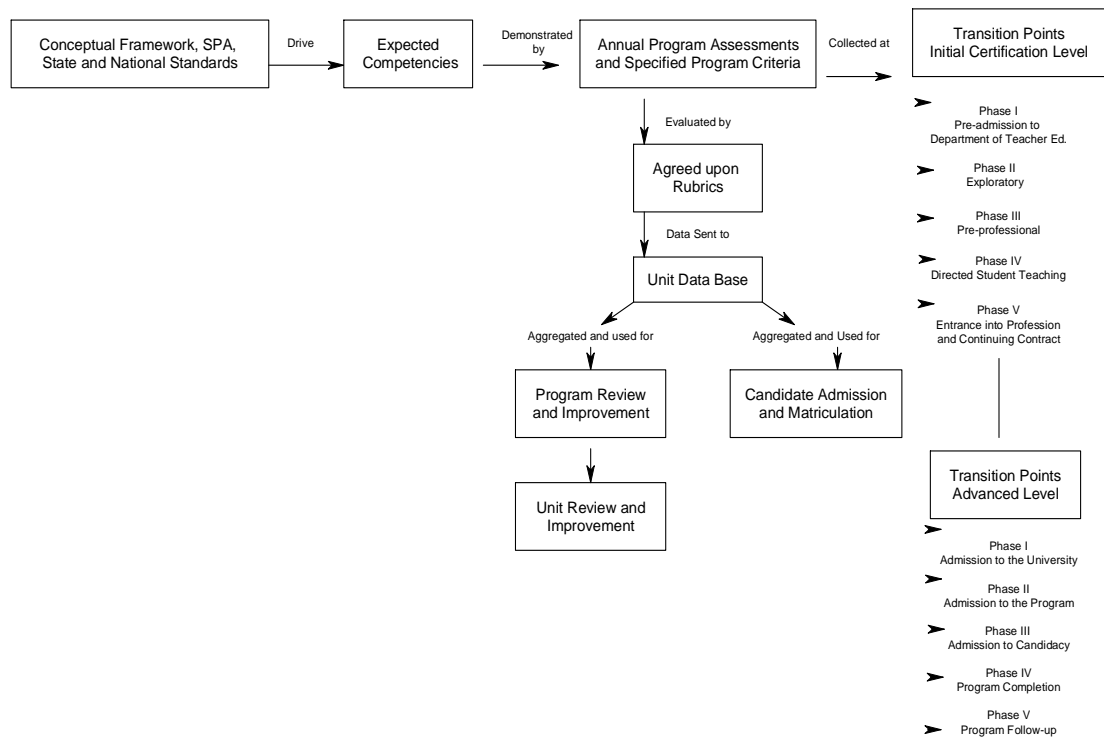 Conceptual Framework, SPA,
State and National Standards
Drive
Expected
Competencies
Demonstrated
by
Annual Program Assessments
and Specified Program Criteria
Collected at
Transition Points
Initial Certification Level
Phase I
Pre-admission to
Department of Teacher Ed.
Phase II
Exploratory
Phase III
Pre-professional
Phase IV
Directed Student Teaching
Phase V
Entrance into Profession
and Continuing Contract
Evaluated by
Agreed upon
Rubrics
Data Sent to
Unit Data Base
Aggregated and used for
Aggregated and Used for
Program Review
and Improvement
Candidate Admission
and Matriculation
Unit Review and
Improvement
Transition Points
Advanced Level
Phase I
Admission to the University
Phase II
Admission to the Program
Phase III
Admission to Candidacy
Phase IV
Program Completion
Phase V
Program Follow-up